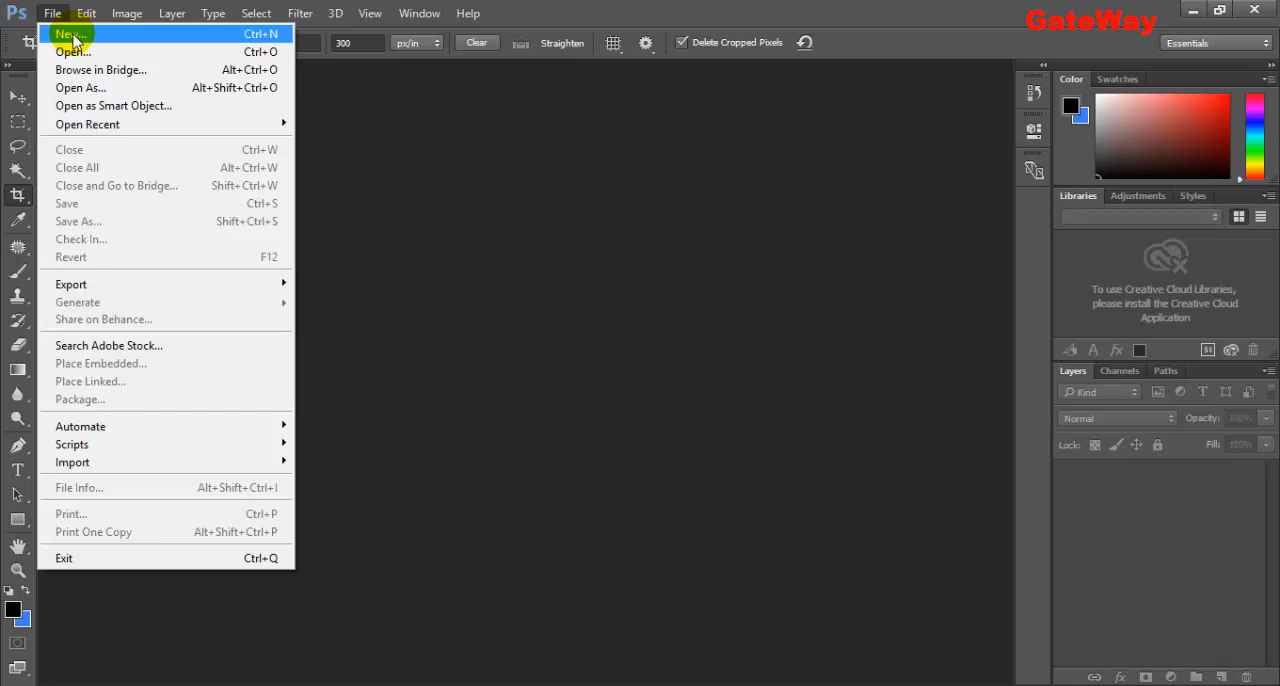 Ps File Edit Image Layer Type Select Filter 3D View Window Help
GateWay
300 px/in Clear Straighten Delete Cropped Pixels Essentials
New... Ctrl+N
Open... Ctrl+O
Browse in Bridge... Alt+Ctrl+O
Open As... Alt+Shift+Ctrl+O
Open as Smart Object...
Open Recent
Close Ctrl+W
Close All Alt+Ctrl+W
Close and Go to Bridge... Shift+Ctrl+W
Save Ctrl+S
Save As... Shift+Ctrl+S
Check In...
Revert F12
Export
Generate
Share on Behance...
Search Adobe Stock...
Place Embedded...
Place Linked...
Package...
Automate
Scripts
Import
File Info... Alt+Shift+Ctrl+I
Print... Ctrl+P
Print One Copy Alt+Shift+Ctrl+P
Exit Ctrl+Q
Color Swatches
Libraries Adjustments Styles
To use Creative Cloud Libraries,
please install the Creative Cloud
Application
St
Layers Channels Paths
Kind
Normal Opacity: 100%
Lock: Fill: 100%